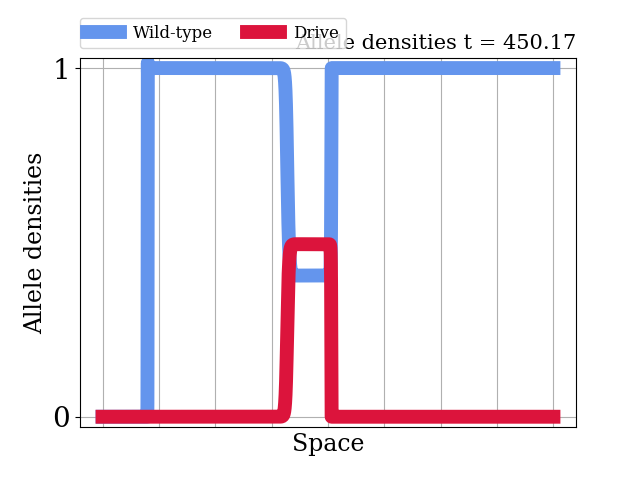 Wild-type Drive
Allele densities t = 450.17
1
Allele densities
0
Space